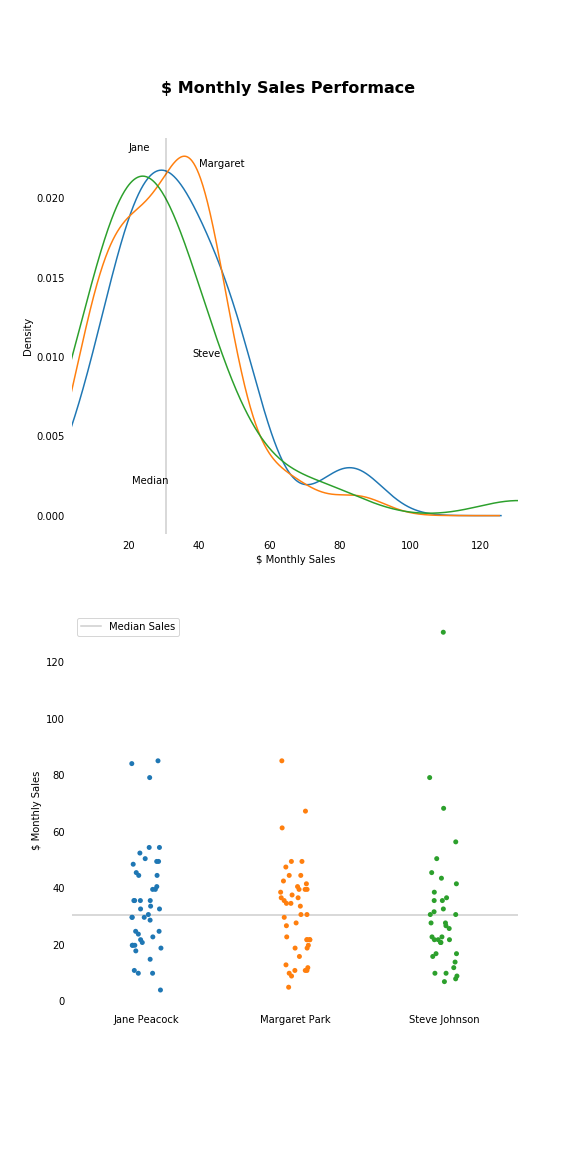 $ Monthly Sales Performace
Jane
Margaret
0.020
0.015
Density
0.010
Steve
0.005
Median
0.000
20 40 60 80 100 120
$ Monthly Sales
Median Sales
120
100
80
$ Monthly Sales
60
40
20
0
Jane Peacock Margaret Park Steve Johnson